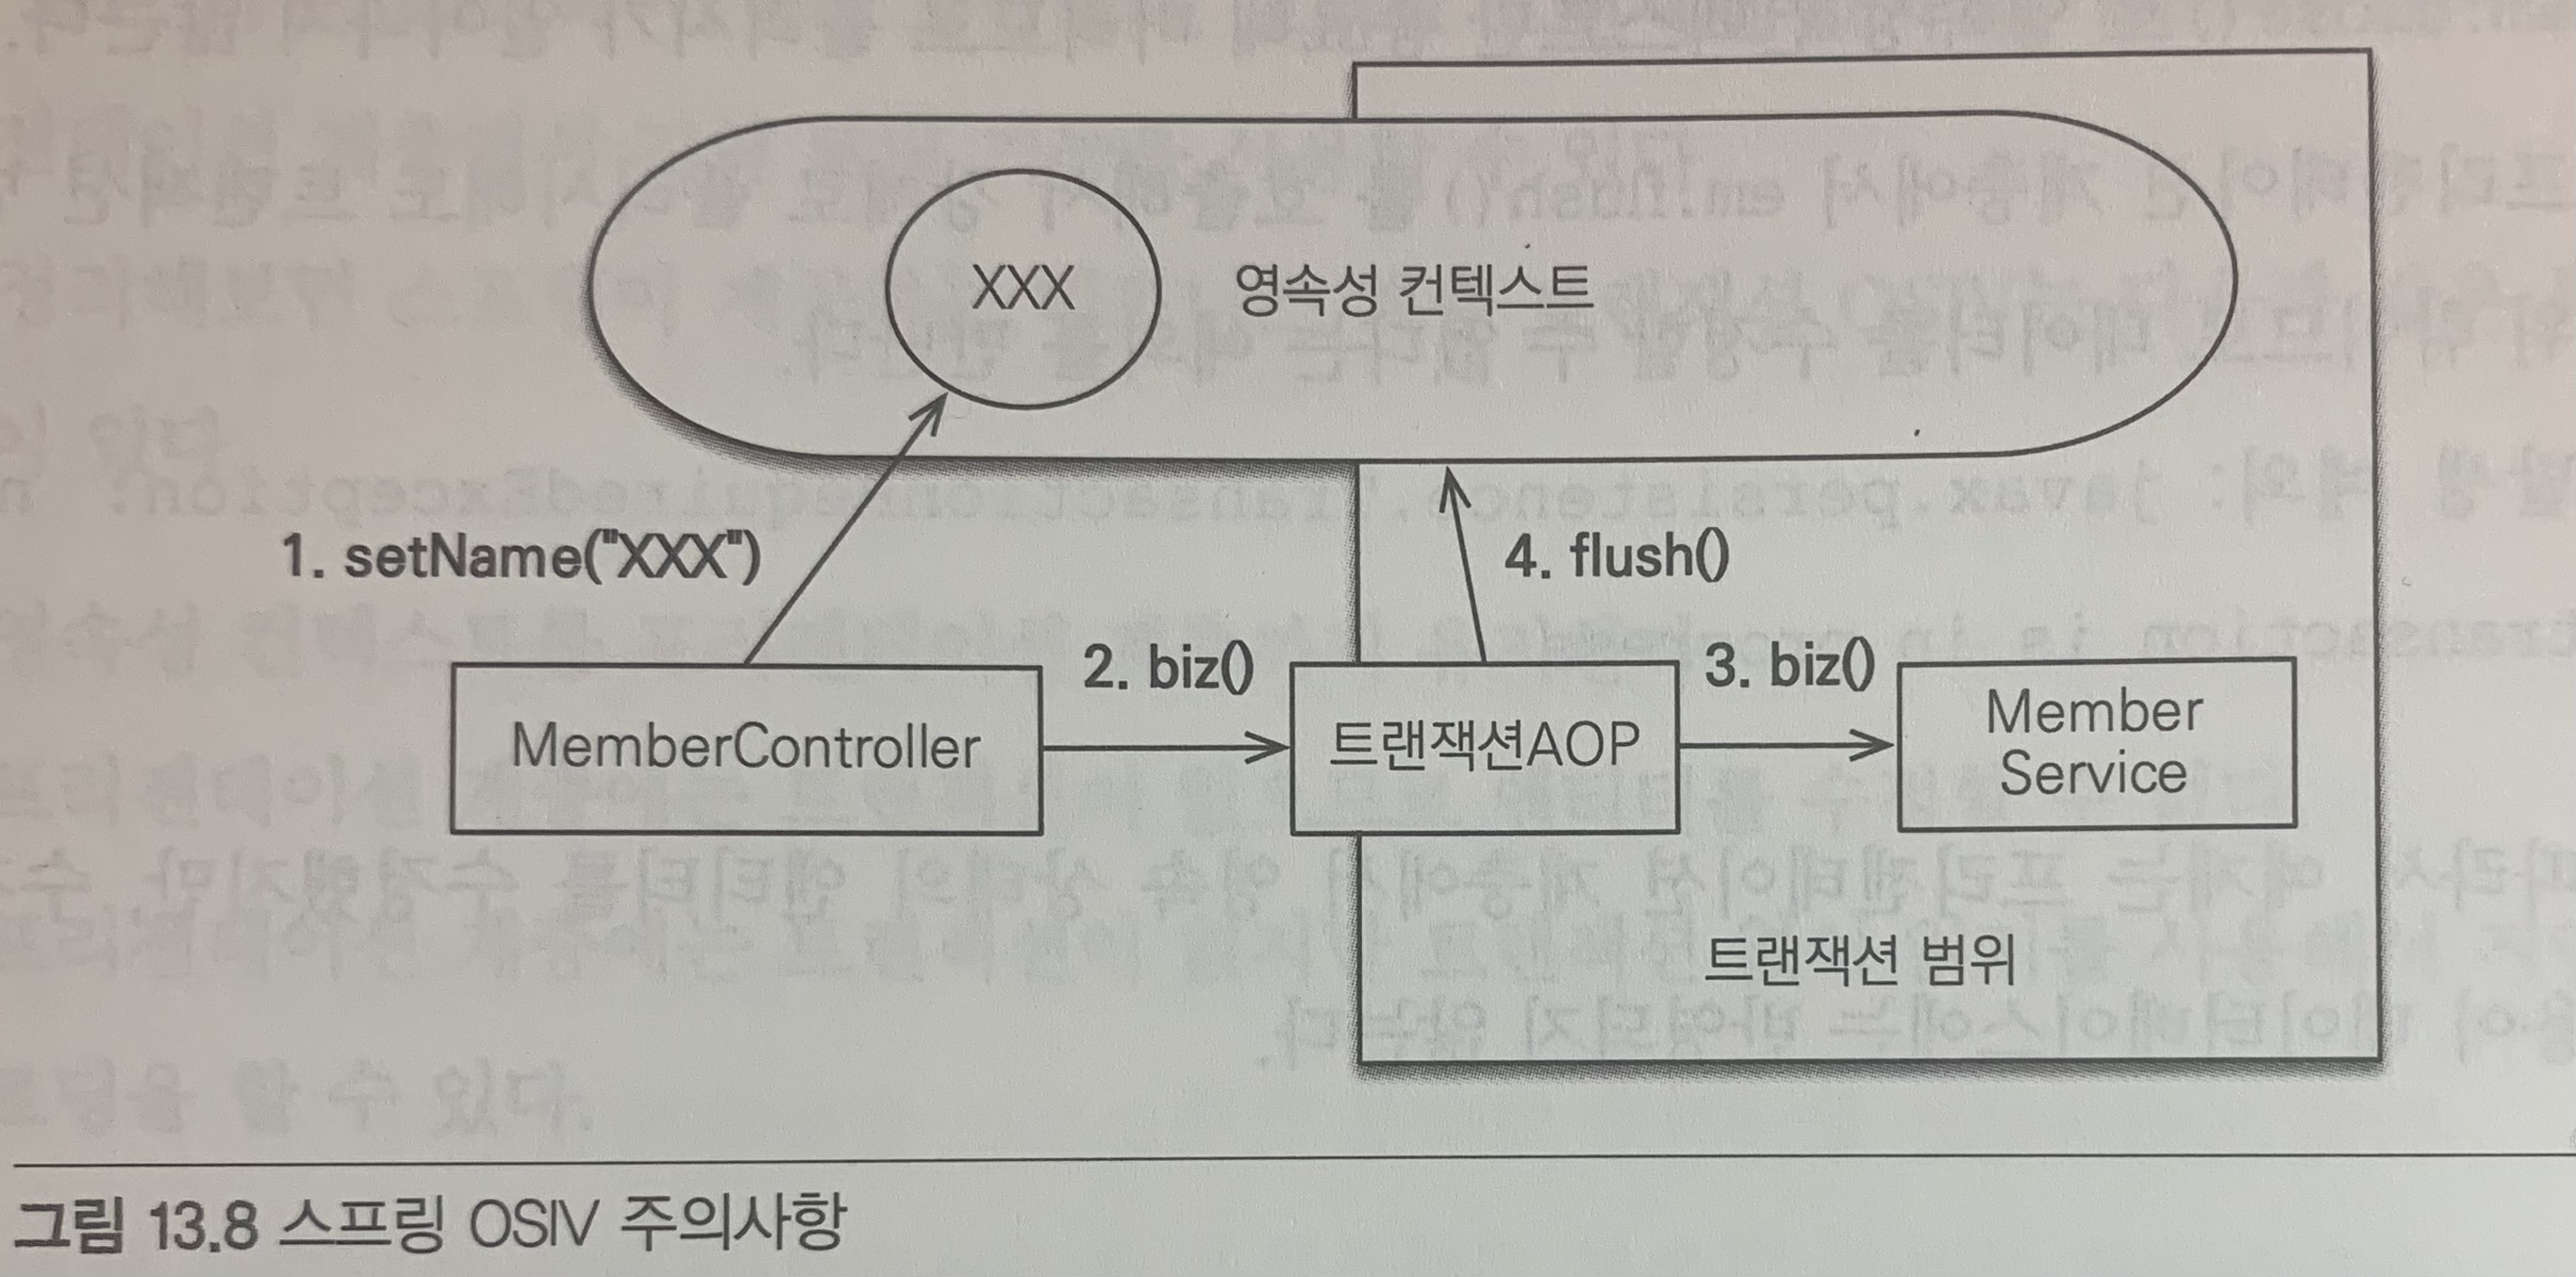 XXX
영속성 컨텍스트
1. setName("XXX")
4. flush()
2. biz()
3. biz()
MemberController
트랜잭션AOP
Member
Service
트랜잭션 범위
그림 13.8 스프링 OSIV 주의사항